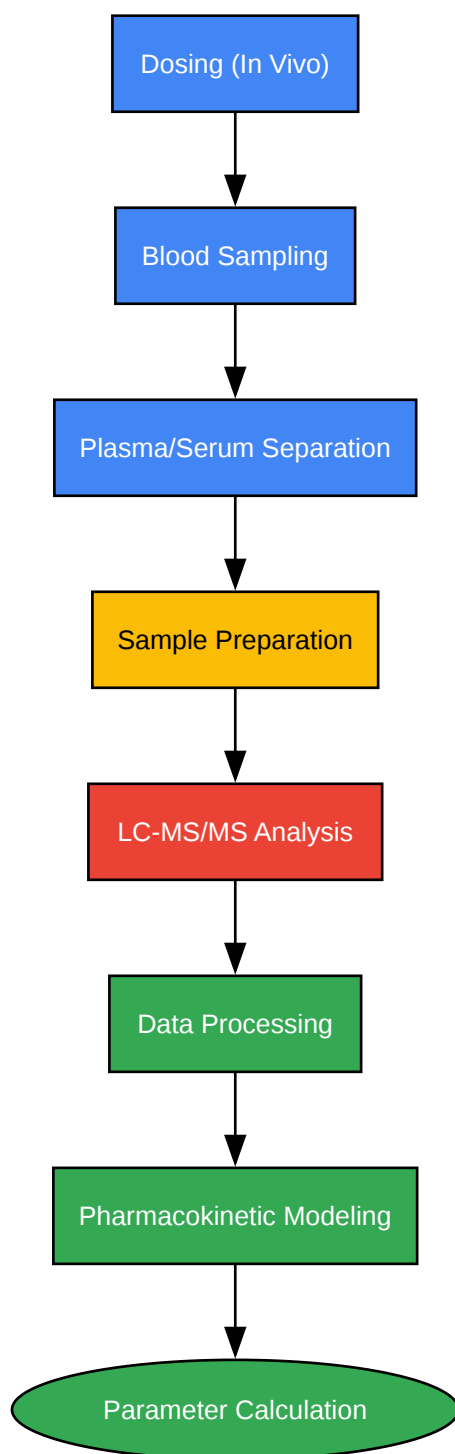 Dosing (In Vivo)
Blood Sampling
Plasma/Serum Separation
Sample Preparation
LC-MS/MS Analysis
Data Processing
Pharmacokinetic Modeling
Parameter Calculation